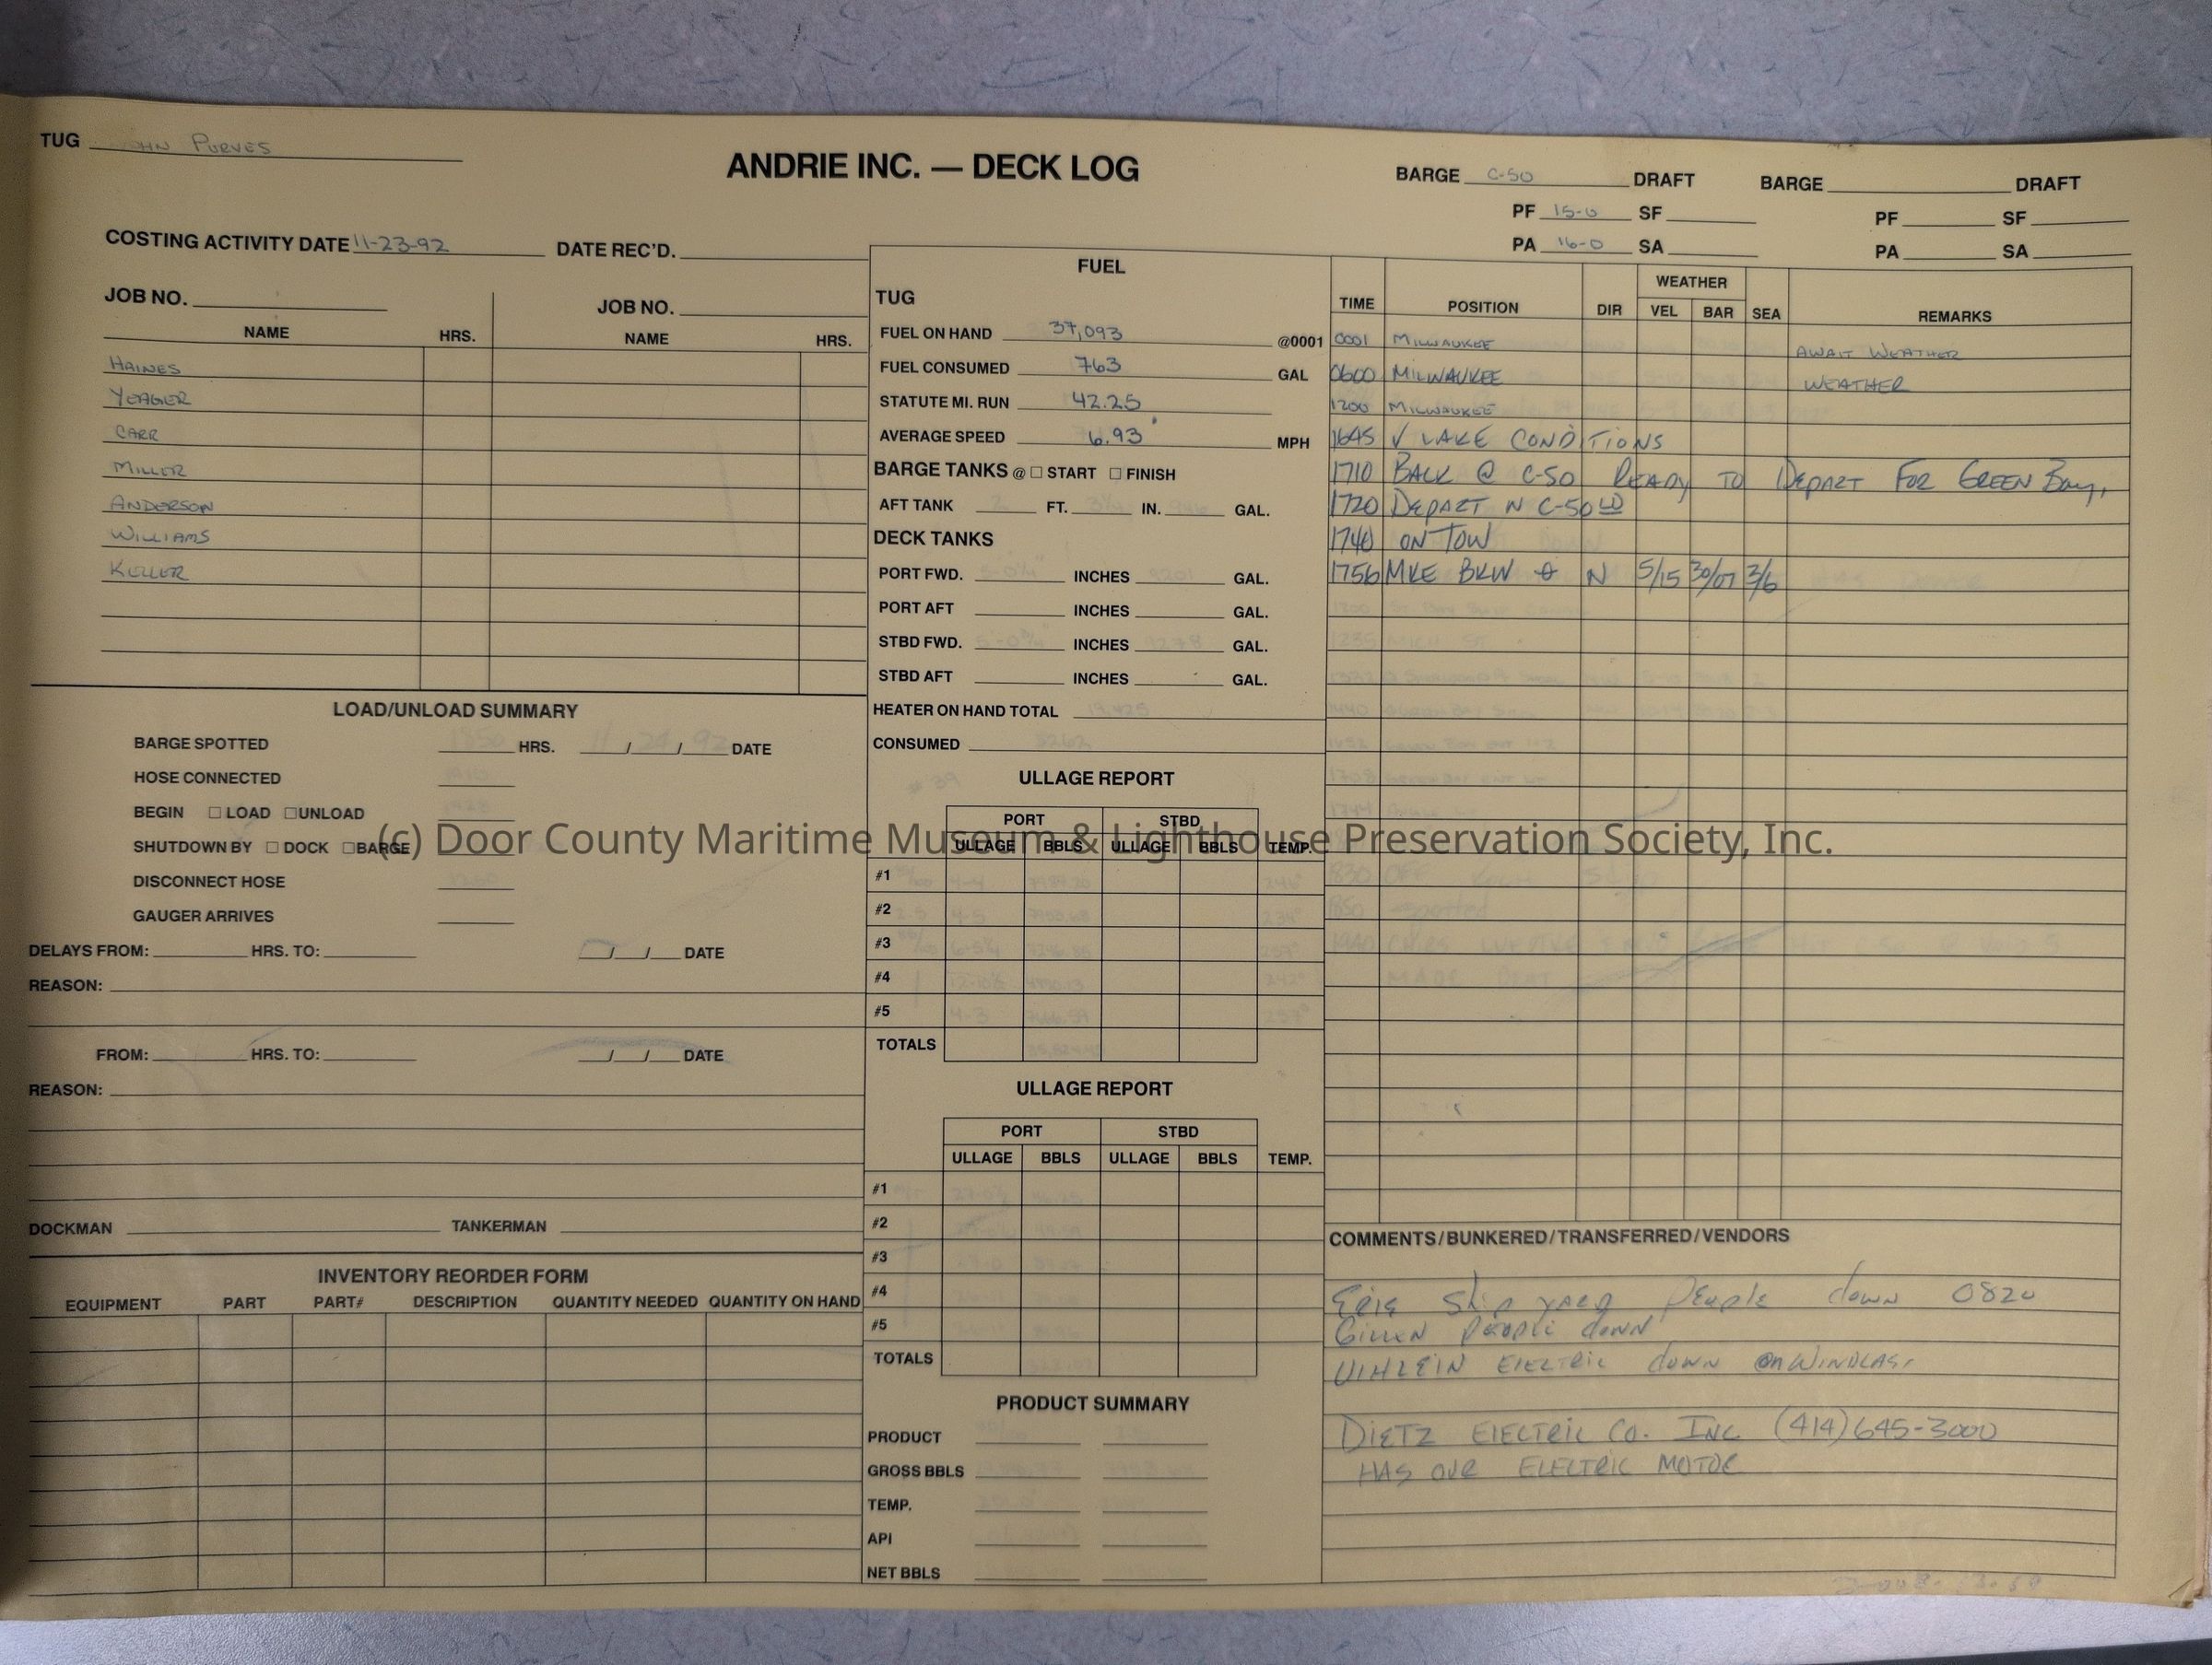 TUG JOHN PURVES
ANDRIE INC. — DECK LOG
BARGE C-50 DRAFT BARGE DRAFT
PF 15-0 SF PF SF
PA 16-0 SA PA SA
COSTING ACTIVITY DATE 11-23-92 DATE REC'D.
JOB NO. JOB NO.
NAME HRS. NAME HRS.
HAINES
YEAGER
CARR
MILLER
ANDERSON
WILLIAMS
KELLER
LOAD/UNLOAD SUMMARY
BARGE SPOTTED HRS. / / DATE
HOSE CONNECTED
BEGIN □ LOAD □ UNLOAD
SHUTDOWN BY □ DOCK □ BARGE
DISCONNECT HOSE
GAUGER ARRIVES
DELAYS FROM: HRS. TO: / / DATE
REASON:
FROM: HRS. TO: / / DATE
REASON:
DOCKMAN TANKERMAN
INVENTORY REORDER FORM
EQUIPMENT PART PART# DESCRIPTION QUANTITY NEEDED QUANTITY ON HAND
FUEL
TUG
FUEL ON HAND 37,093 @0001
FUEL CONSUMED 763 GAL
STATUTE MI. RUN 42.25
AVERAGE SPEED 6.93 MPH
BARGE TANKS @ □ START □ FINISH
AFT TANK FT. IN. GAL.
DECK TANKS
PORT FWD. INCHES GAL.
PORT AFT INCHES GAL.
STBD FWD. INCHES GAL.
STBD AFT INCHES GAL.
HEATER ON HAND TOTAL
CONSUMED
ULLAGE REPORT
PORT STBD
ULLAGE BBLS ULLAGE BBLS TEMP.
#1
#2
#3
#4
#5
TOTALS
ULLAGE REPORT
PORT STBD
ULLAGE BBLS ULLAGE BBLS TEMP.
#1
#2
#3
#4
#5
TOTALS
PRODUCT SUMMARY
PRODUCT
GROSS BBLS
TEMP.
API
NET BBLS
WEATHER
TIME POSITION DIR VEL BAR SEA REMARKS
0001 MILWAUKEE AWAIT WEATHER
0600 MILWAUKEE WEATHER
1200 MILWAUKEE
1645 √ LAKE CONDITIONS
1710 BACK @ C-50 READY TO DEPART FOR GREEN BAY,
1720 DEPART N C-50 LD
1740 ON TOW
1756 MKE BKW N 5/15 30/07 3/6
COMMENTS/BUNKERED/TRANSFERRED/VENDORS
ERIE Ship YARD PEOPLE down 0820
GILLEN PEOPLE down
UIHLEIN ELECTRIC down on WINDLASS
DIETZ ELECTRIC Co. INC (414) 645-3000
HAS OUR ELECTRIC MOTOR
(c) Door County Maritime Museum & Lighthouse Preservation Society, Inc.